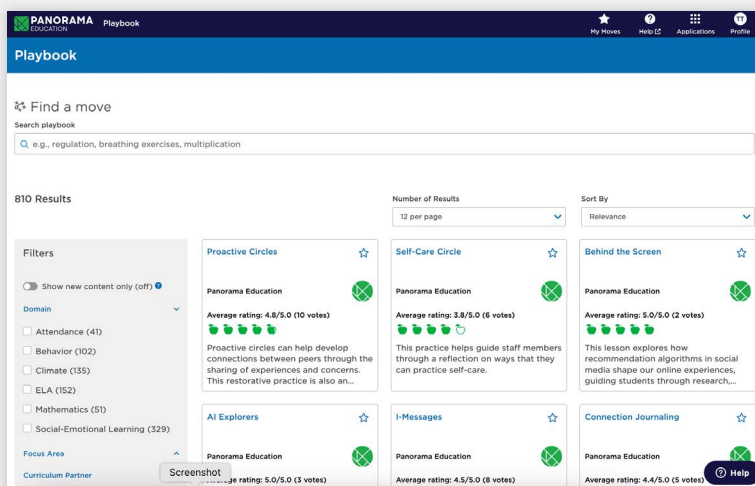 PANORAMA
EDUCATION
Playbook
My Moves
Help
Applications
TT
Profile
Playbook
Find a move
Search playbook
e.g., regulation, breathing exercises, multiplication
810 Results
Number of Results
12 per page
Sort By
Relevance
Filters
Show new content only (off) ?
Domain
Attendance (41)
Behavior (102)
Climate (135)
ELA (152)
Mathematics (51)
Social-Emotional Learning (329)
Focus Area
Curriculum Partner
Screenshot
Proactive Circles
Panorama Education
Average rating: 4.8/5.0 (10 votes)
Proactive circles can help develop
connections between peers through the
sharing of experiences and concerns.
This restorative practice is also an...
Self-Care Circle
Panorama Education
Average rating: 3.8/5.0 (6 votes)
This practice helps guide staff members
through a reflection on ways that they
can practice self-care.
Behind the Screen
Panorama Education
Average rating: 5.0/5.0 (2 votes)
This lesson explores how
recommendation algorithms in social
media shape our online experiences,
guiding students through research,...
AI Explorers
Panorama Education
rating: 5.0/5.0 (3 votes)
I-Messages
Panorama Education
Average rating: 4.5/5.0 (8 votes)
Connection Journaling
Panorama Education
Average rating: 4.4/5.0 (5 votes)
? Help